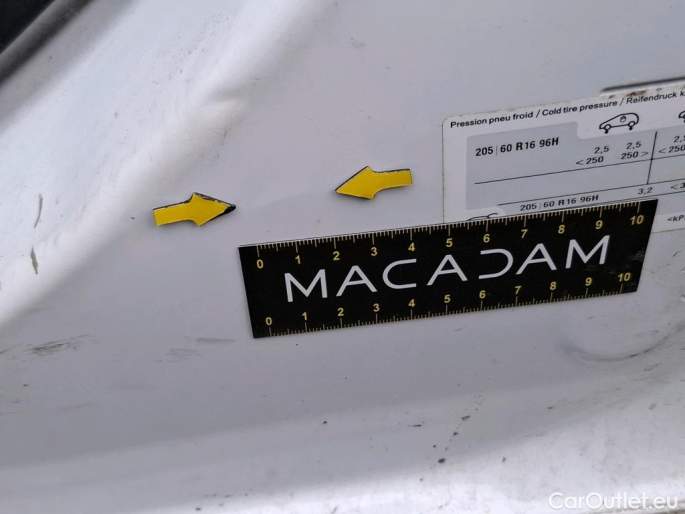 Pression pneu froid / Cold tire pressure / Reifendruck k
205 60 R16 96H
2,5 2,5
<250 250>
<250
205 60 R16 96H 3,2
<kP
0 1 2 3 4 5 6 7 8 9 10
MACADAM
0 1 2 3 4 5 6 7 8 9 10
CarOutlet.eu